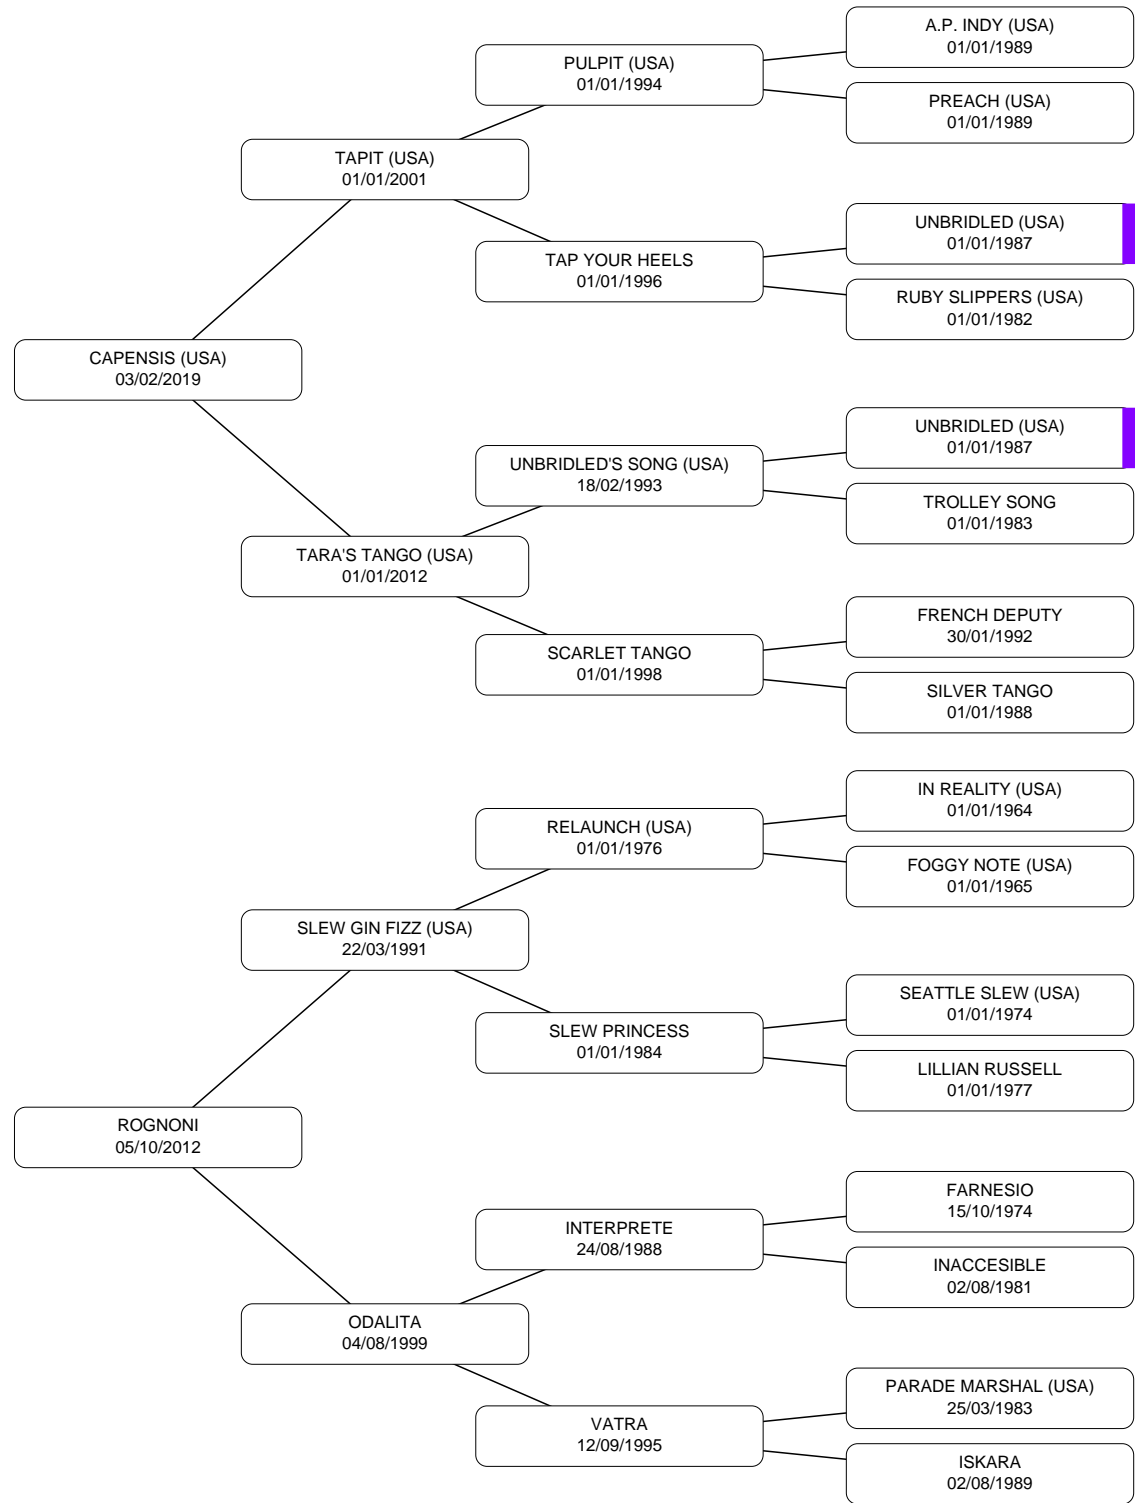 A.P. INDY (USA)
01/01/1989
PULPIT (USA)
01/01/1994
PREACH (USA)
01/01/1989
TAPIT (USA)
01/01/2001
UNBRIDLED (USA)
01/01/1987
TAP YOUR HEELS
01/01/1996
RUBY SLIPPERS (USA)
01/01/1982
CAPENSIS (USA)
03/02/2019
UNBRIDLED (USA)
01/01/1987
UNBRIDLED'S SONG (USA)
18/02/1993
TROLLEY SONG
01/01/1983
TARA'S TANGO (USA)
01/01/2012
FRENCH DEPUTY
30/01/1992
SCARLET TANGO
01/01/1998
SILVER TANGO
01/01/1988
IN REALITY (USA)
01/01/1964
RELAUNCH (USA)
01/01/1976
FOGGY NOTE (USA)
01/01/1965
SLEW GIN FIZZ (USA)
22/03/1991
SEATTLE SLEW (USA)
01/01/1974
SLEW PRINCESS
01/01/1984
LILLIAN RUSSELL
01/01/1977
ROGNONI
05/10/2012
FARNESIO
15/10/1974
INTERPRETE
24/08/1988
INACCESIBLE
02/08/1981
ODALITA
04/08/1999
PARADE MARSHAL (USA)
25/03/1983
VATRA
12/09/1995
ISKARA
02/08/1989